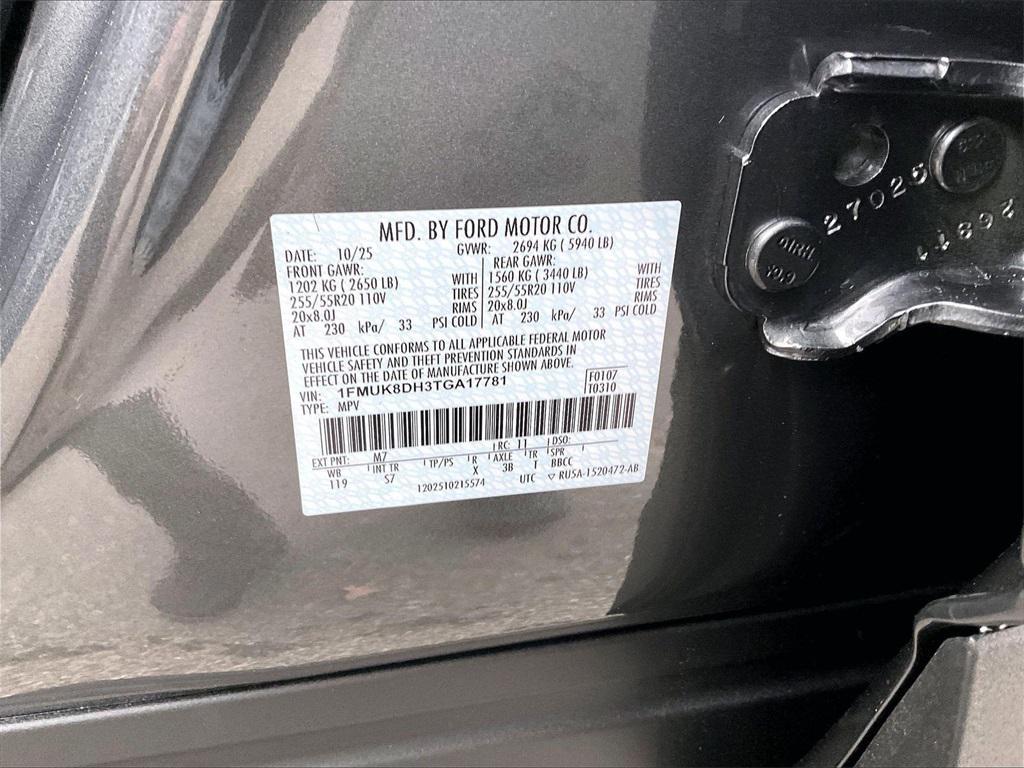 MFD. BY FORD MOTOR CO.
DATE: 10/25 GVWR: 2694 KG ( 5940 LB)
FRONT GAWR: REAR GAWR:
1202 KG ( 2650 LB) WITH 1560 KG ( 3440 LB) WITH
255/55R20 110V TIRES 255/55R20 110V TIRES
20x8.0J RIMS 20x8.0J RIMS
AT 230 kPa/ 33 PSI COLD AT 230 kPa/ 33 PSI COLD
THIS VEHICLE CONFORMS TO ALL APPLICABLE FEDERAL MOTOR
VEHICLE SAFETY AND THEFT PREVENTION STANDARDS IN
EFFECT ON THE DATE OF MANUFACTURE SHOWN ABOVE.
VIN: 1FMUK8DH3TGA17781 F0107
TYPE: MPV T0310
EXT PNT: M7 RC: 11 DSO:
WB INT TR TP/PS R AXLE TR SPR
119 S7 X 3B T BBCC
1202510215574 UTC RU5A-1520472-AB
27025